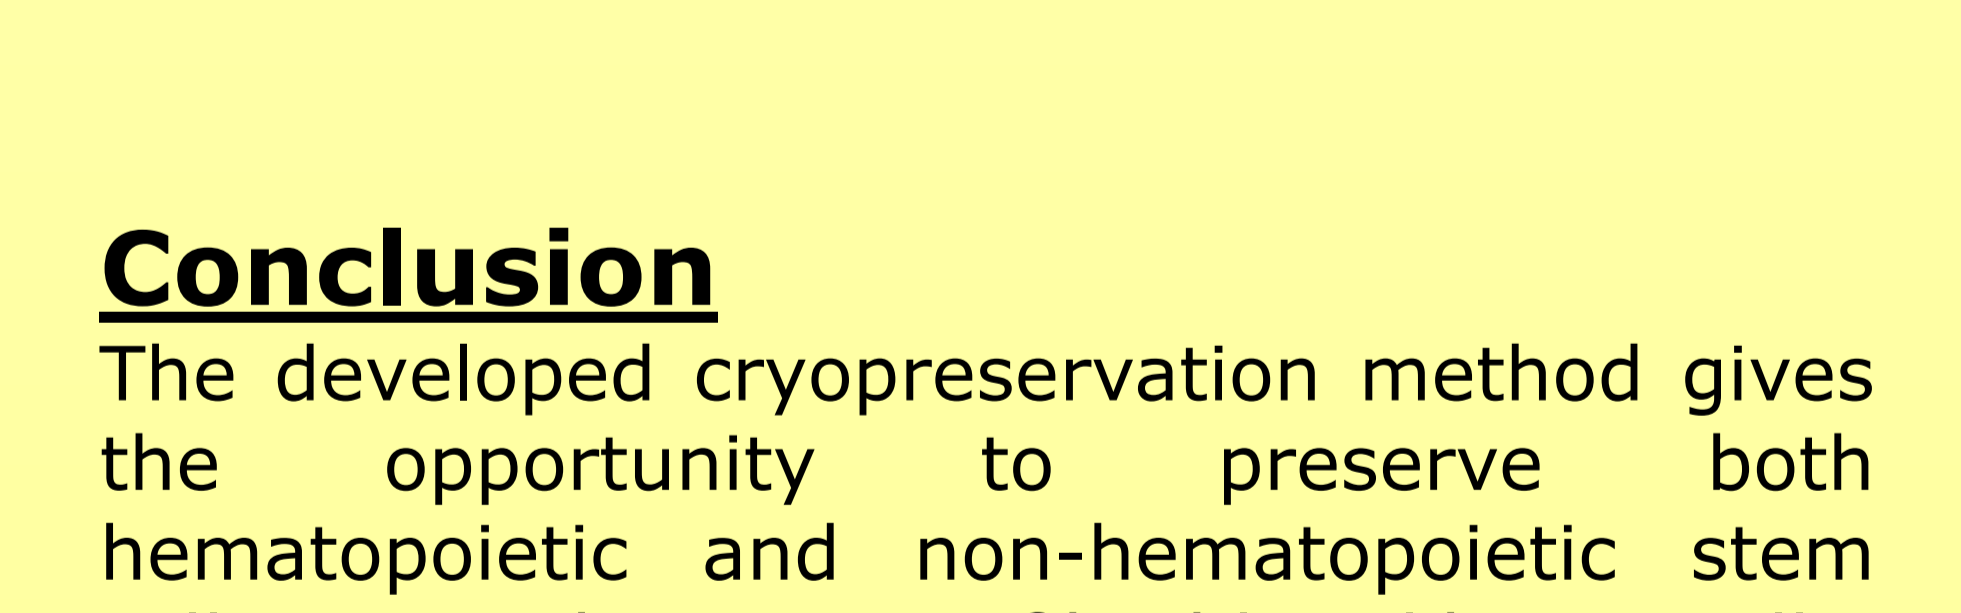 Conclusion
The developed cryopreservation method gives
the opportunity to preserve both
hematopoietic and non-hematopoietic stem